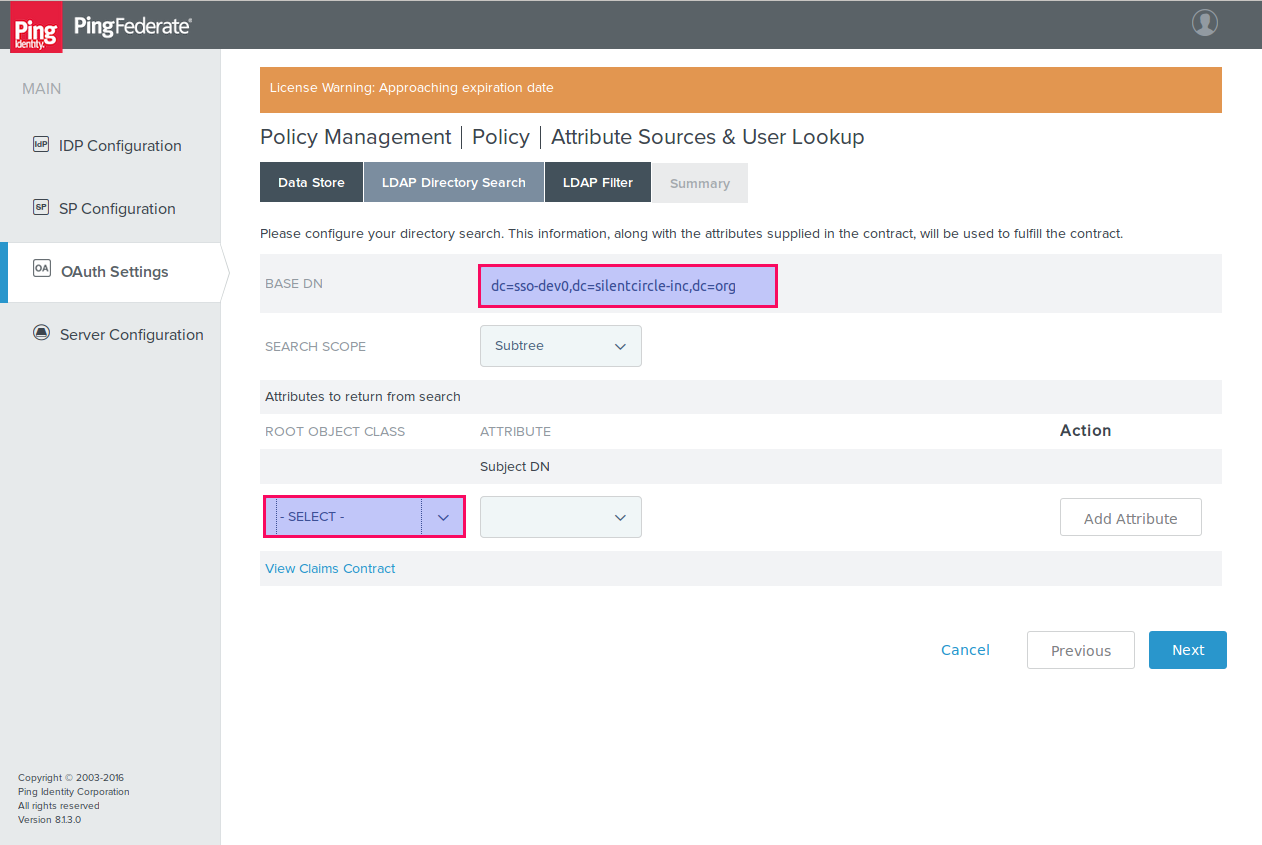 Ping
Identity.
PingFederate®
MAIN
IdP IDP Configuration
SP SP Configuration
OA OAuth Settings
Server Configuration
License Warning: Approaching expiration date
Policy Management | Policy | Attribute Sources & User Lookup
Data Store LDAP Directory Search LDAP Filter Summary
Please configure your directory search. This information, along with the attributes supplied in the contract, will be used to fulfill the contract.
BASE DN dc=sso-dev0,dc=silentcircle-inc,dc=org
SEARCH SCOPE Subtree
Attributes to return from search
ROOT OBJECT CLASS ATTRIBUTE Action
Subject DN
- SELECT - Add Attribute
View Claims Contract
Cancel Previous Next
Copyright © 2003-2016
Ping Identity Corporation
All rights reserved
Version 8.1.3.0